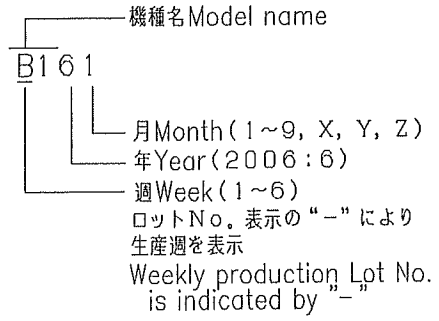 機種名Model name
B161
月Month(1~9, X, Y, Z)
年Year(2006:6)
週Week(1~6)
ロットNo。表示の“-”により
生産週を表示
Weekly production Lot No.
is indicated by "-"